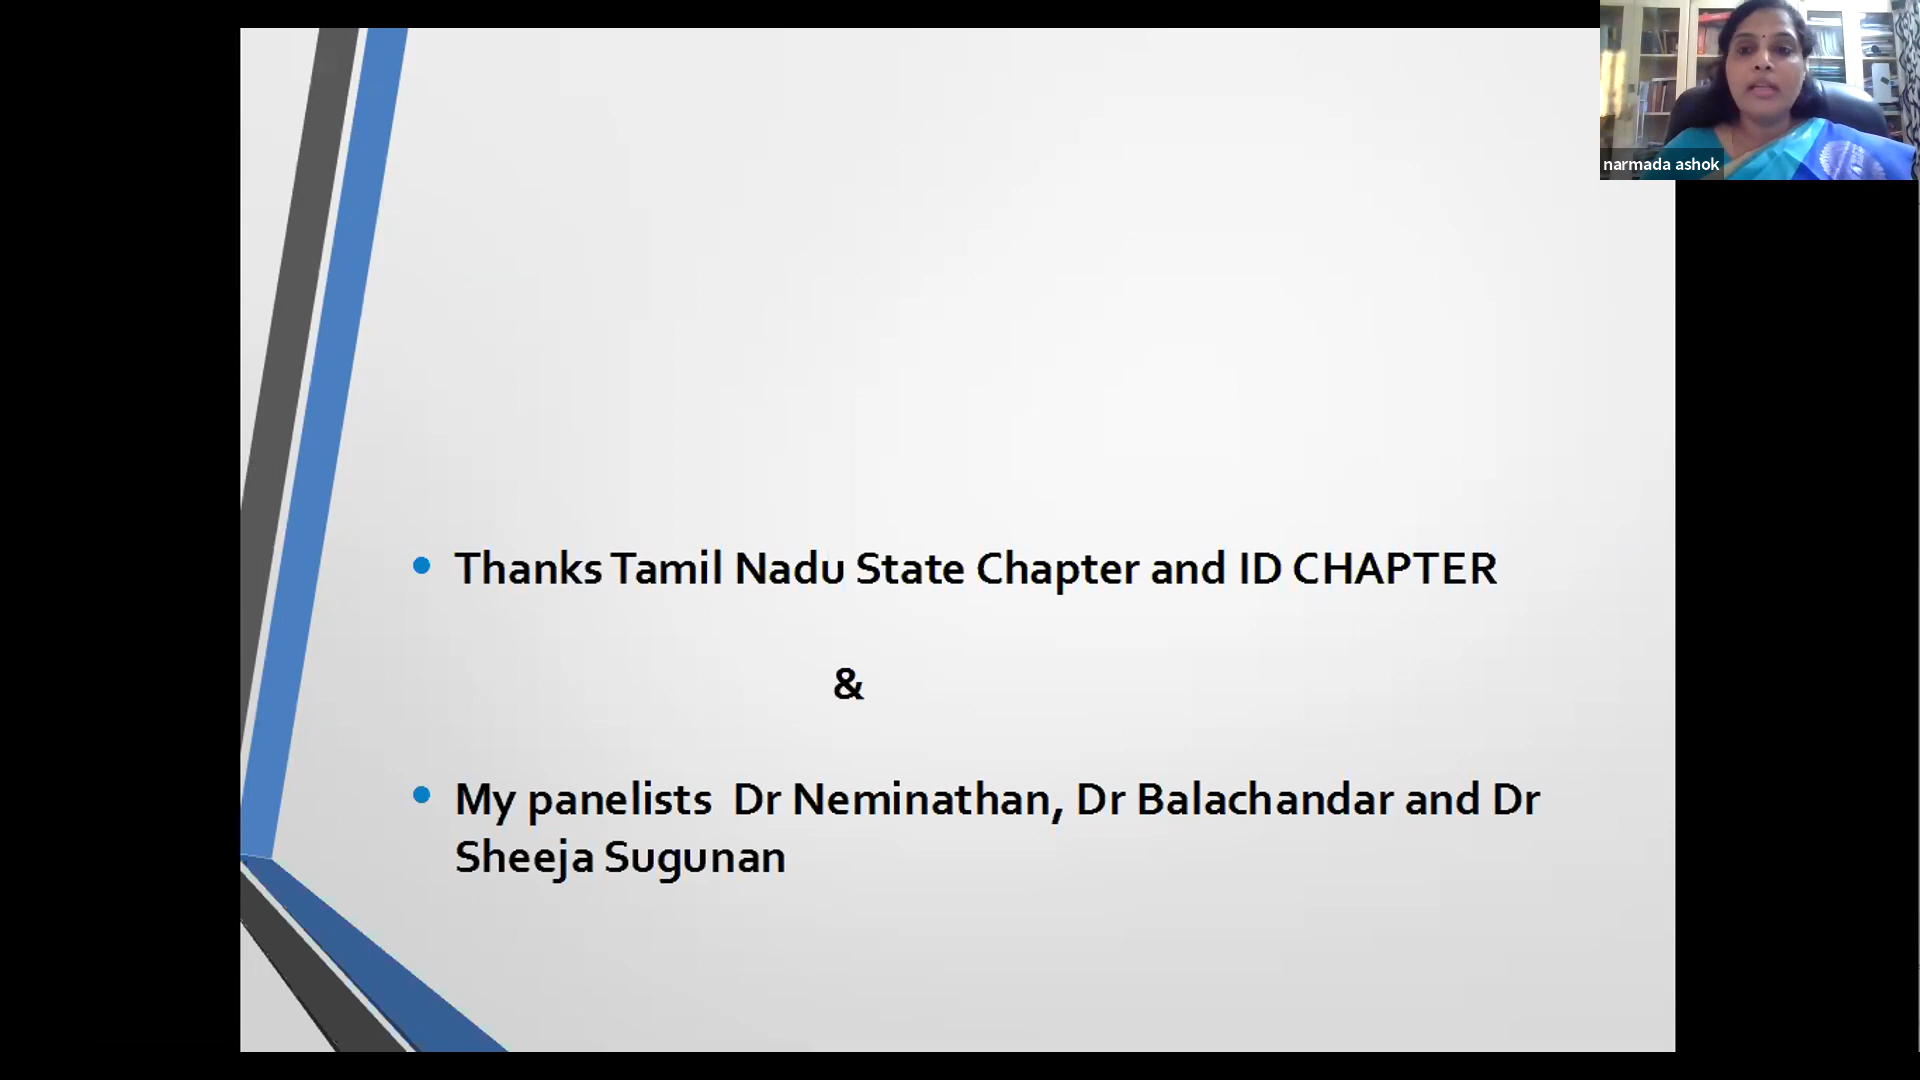 narmada ashok
• Thanks Tamil Nadu State Chapter and ID CHAPTER
&
• My panelists Dr Neminathan, Dr Balachandar and Dr
Sheeja Sugunan